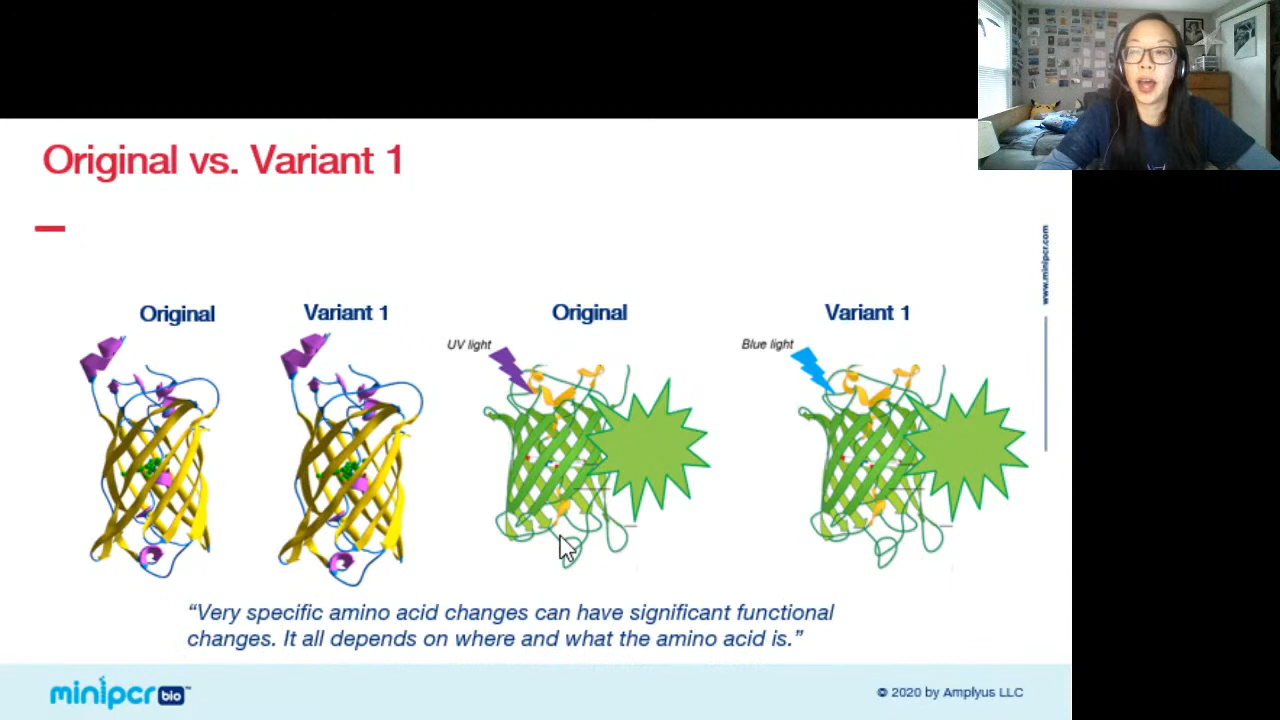 Original vs. Variant 1
www.minipcr.com
Original
Variant 1
Original
Variant 1
UV light
Blue light
“Very specific amino acid changes can have significant functional
changes. It all depends on where and what the amino acid is.”
minipcr bio™
© 2020 by Amplyus LLC